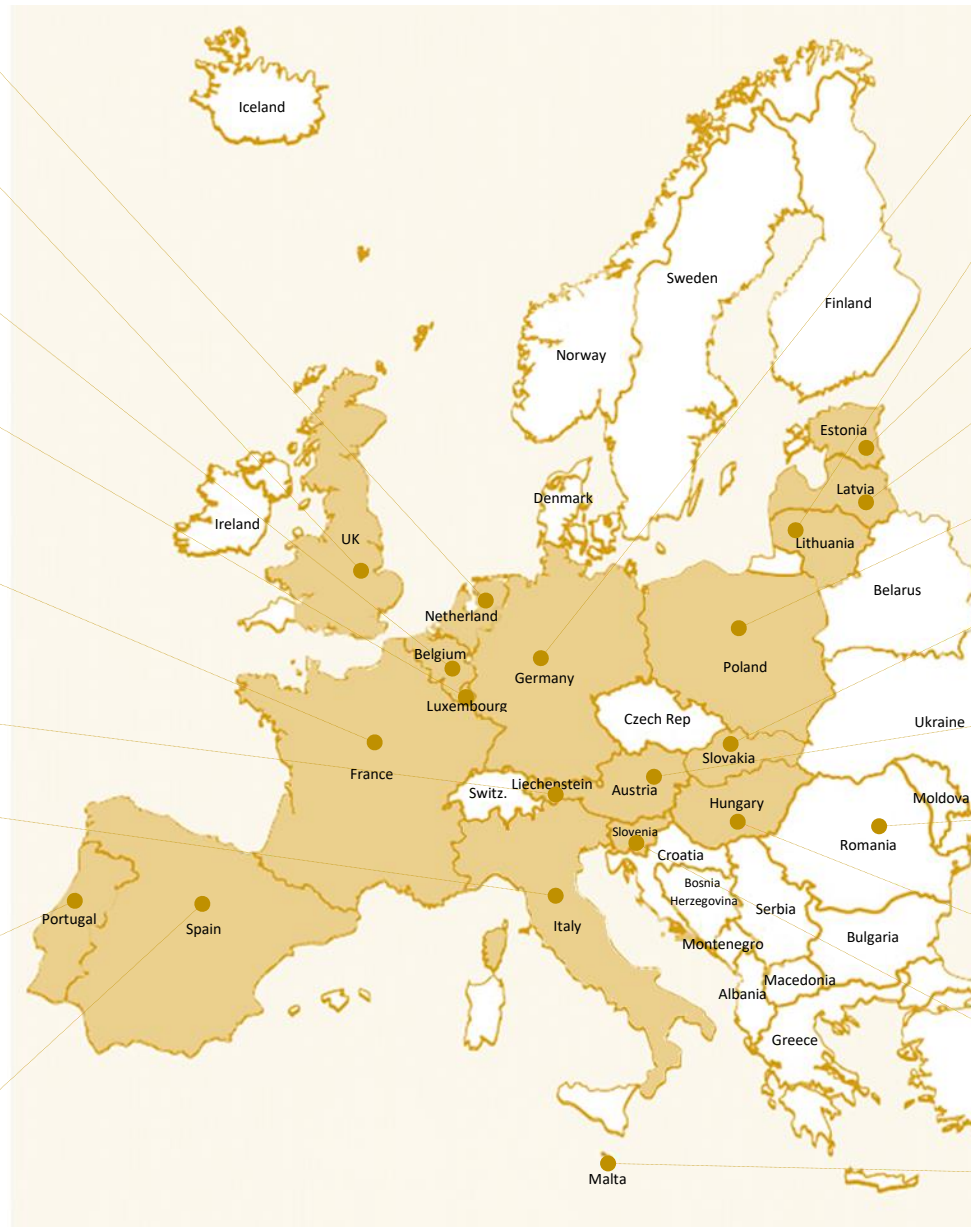 Iceland
Sweden
Finland
Norway
Estonia
Latvia
Denmark
Ireland
UK
Lithuania
Belarus
Netherland
Belgium
Poland
Germany
Luxembourg
Czech Rep
Ukraine
Slovakia
France
Liechenstein
Switz.
Austria
Moldova
Hungary
Slovenia
Romania
Croatia
Bosnia
Herzegovina
Serbia
Portugal
Spain
Italy
Bulgaria
Montenegro
Macedonia
Albania
Greece
Malta